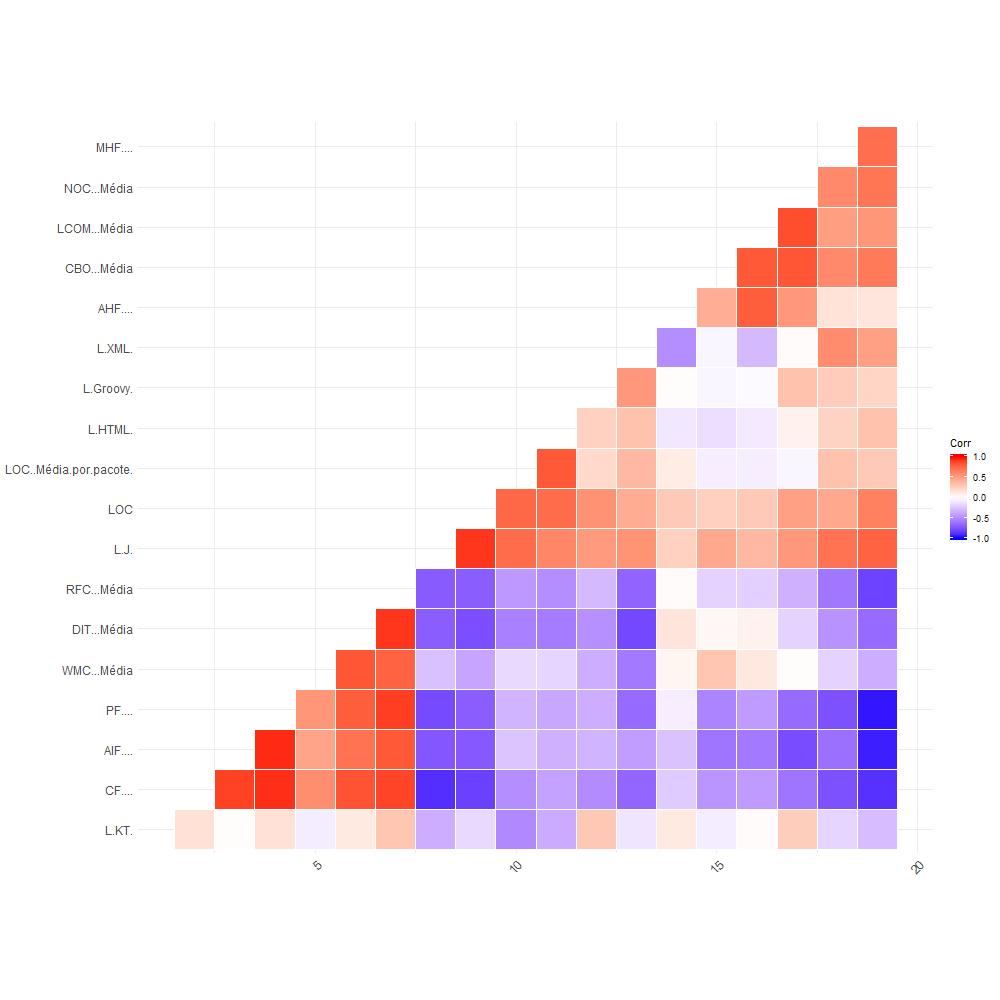 MHF....
NOC...Média
LCOM...Média
CBO...Média
AHF....
L.XML.
L.Groovy.
L.HTML.
LOC..Média.por.pacote.
LOC
L.J.
RFC...Média
DIT...Média
WMC...Média
PF....
AIF....
CF....
L.KT.
5
10
15
20
Corr
1.0
0.5
0.0
-0.5
-1.0